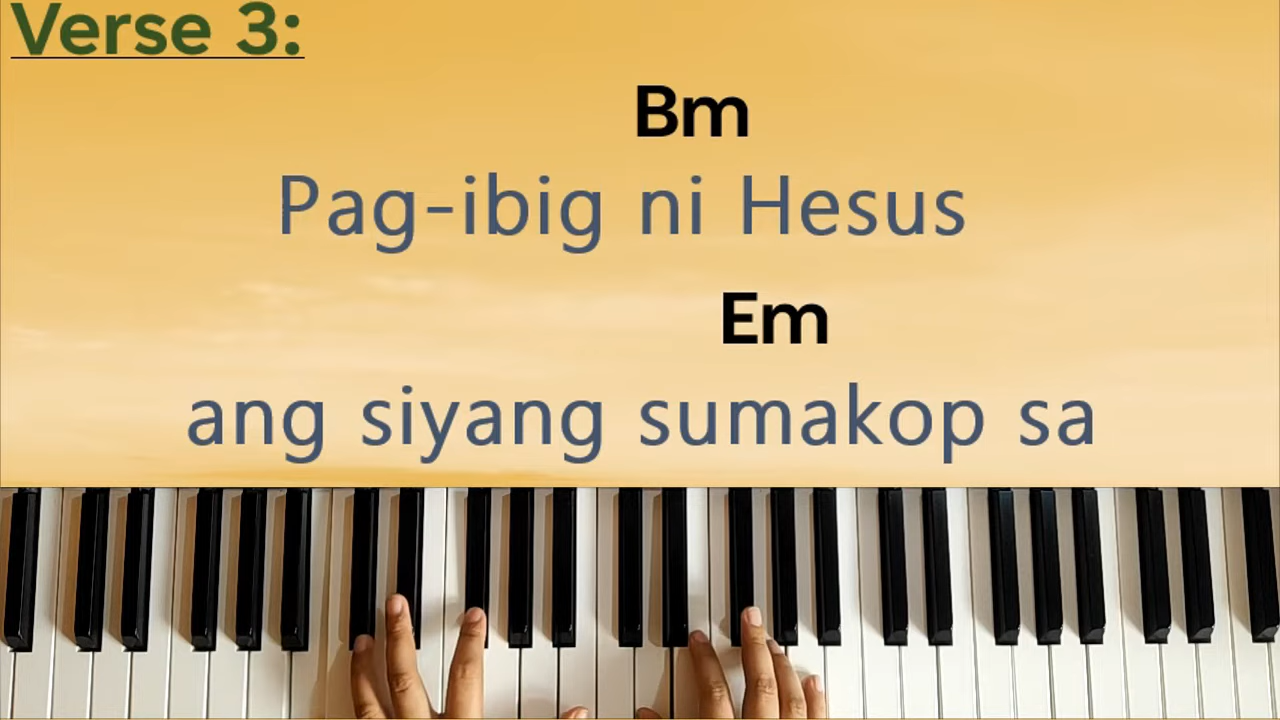 Verse 3:
Bm
Pag-ibig ni Hesus
Em
ang siyang sumakop sa